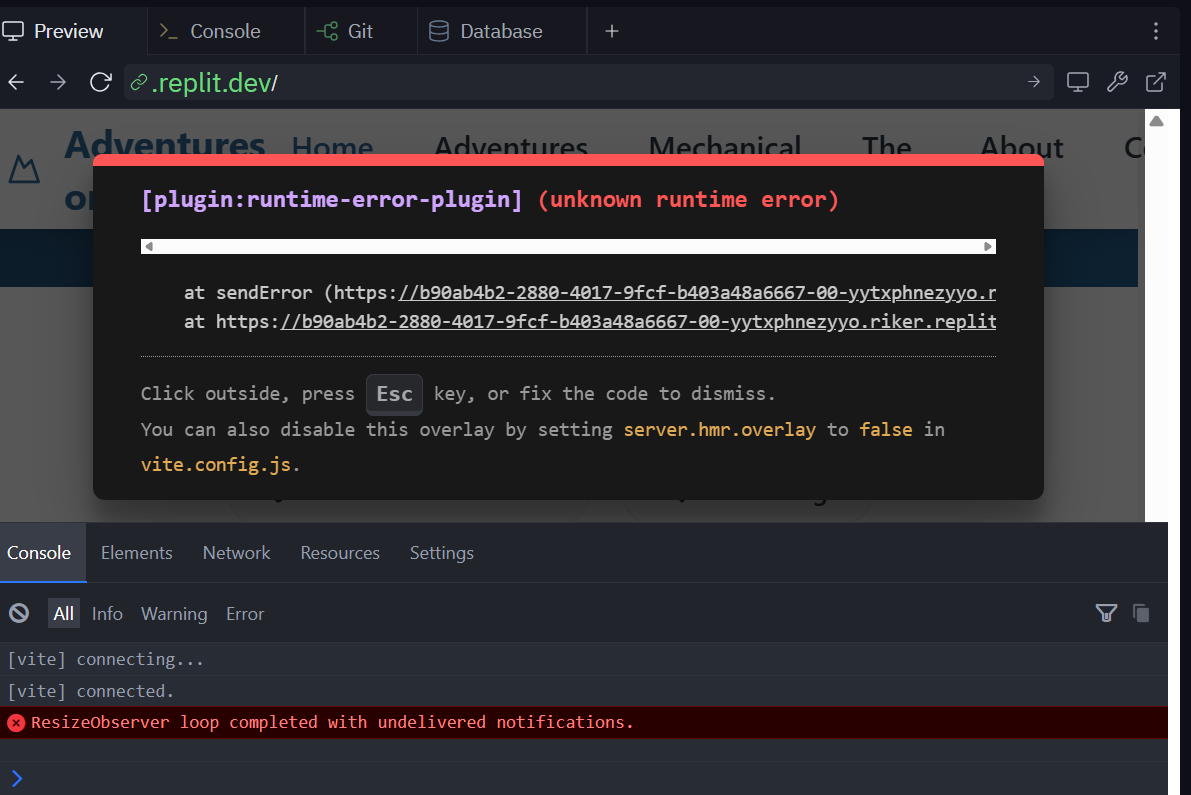 Preview
Console
Git
Database
.replit.dev/
Adventures
Home
Adventures
Mechanical
The
About
[plugin:runtime-error-plugin] (unknown runtime error)
at sendError (https://b90ab4b2-2880-4017-9fcf-b403a48a6667-00-yytxphnezyyo.r
at https://b90ab4b2-2880-4017-9fcf-b403a48a6667-00-yytxphnezyyo.riker.replit
Click outside, press Esc key, or fix the code to dismiss.
You can also disable this overlay by setting server.hmr.overlay to false in
vite.config.js.
Console
Elements
Network
Resources
Settings
All
Info
Warning
Error
[vite] connecting...
[vite] connected.
ResizeObserver loop completed with undelivered notifications.